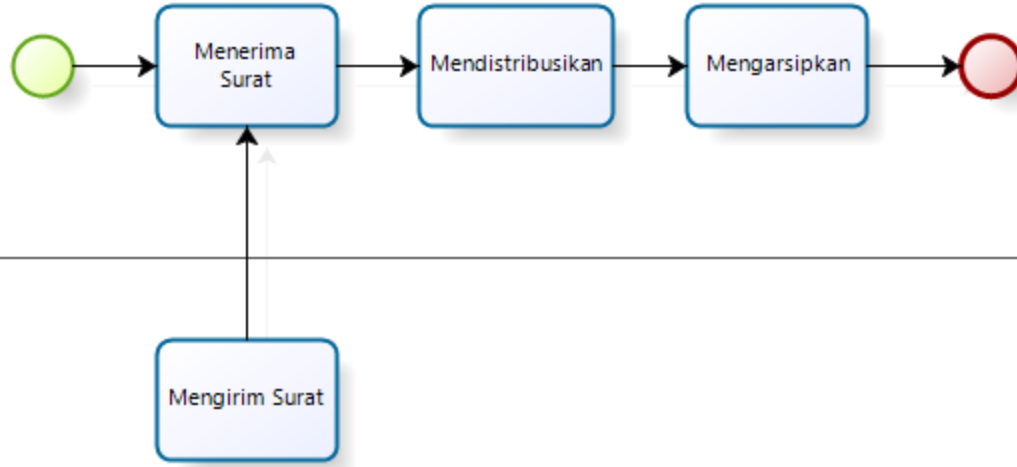 Menerima
Surat
Mendistribusikan
Mengarsipkan
Mengirim Surat